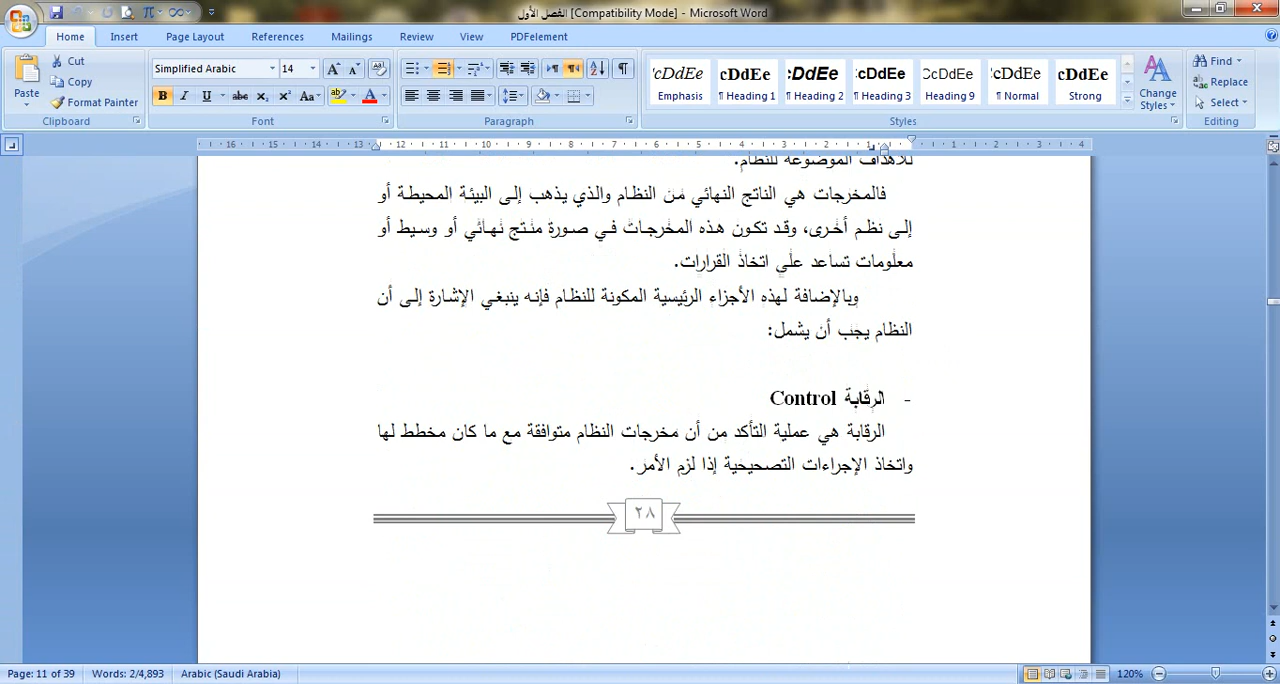 الفصل الأول [Compatibility Mode] - Microsoft Word
Home Insert Page Layout References Mailings Review View PDFelement
Paste
Cut
Copy
Format Painter
Clipboard
Simplified Arabic 14
Font
Paragraph
Emphasis ¶ Heading 1 ¶ Heading 2 ¶ Heading 3 Heading 9 ¶ Normal Strong
Change Styles
Styles
Find
Replace
Select
Editing
للأهداف الموضوعة للنظام.
فالمخرجات هي الناتج النهائي من النظام والذي يذهب إلى البيئة المحيطة أو
إلى نظم أخرى، وقد تكون هذه المخرجات في صورة منتج نهائي أو وسيط أو
معلومات تساعد علي اتخاذ القرارات.
وبالإضافة لهذه الأجزاء الرئيسية المكونة للنظام فإنه ينبغي الإشارة إلى أن
النظام يجب أن يشمل:
- الرقابة Control
الرقابة هي عملية التأكد من أن مخرجات النظام متوافقة مع ما كان مخطط لها
واتخاذ الإجراءات التصحيحية إذا لزم الأمر.
٢٨
Page: 11 of 39 Words: 2/4,893 Arabic (Saudi Arabia) 120%